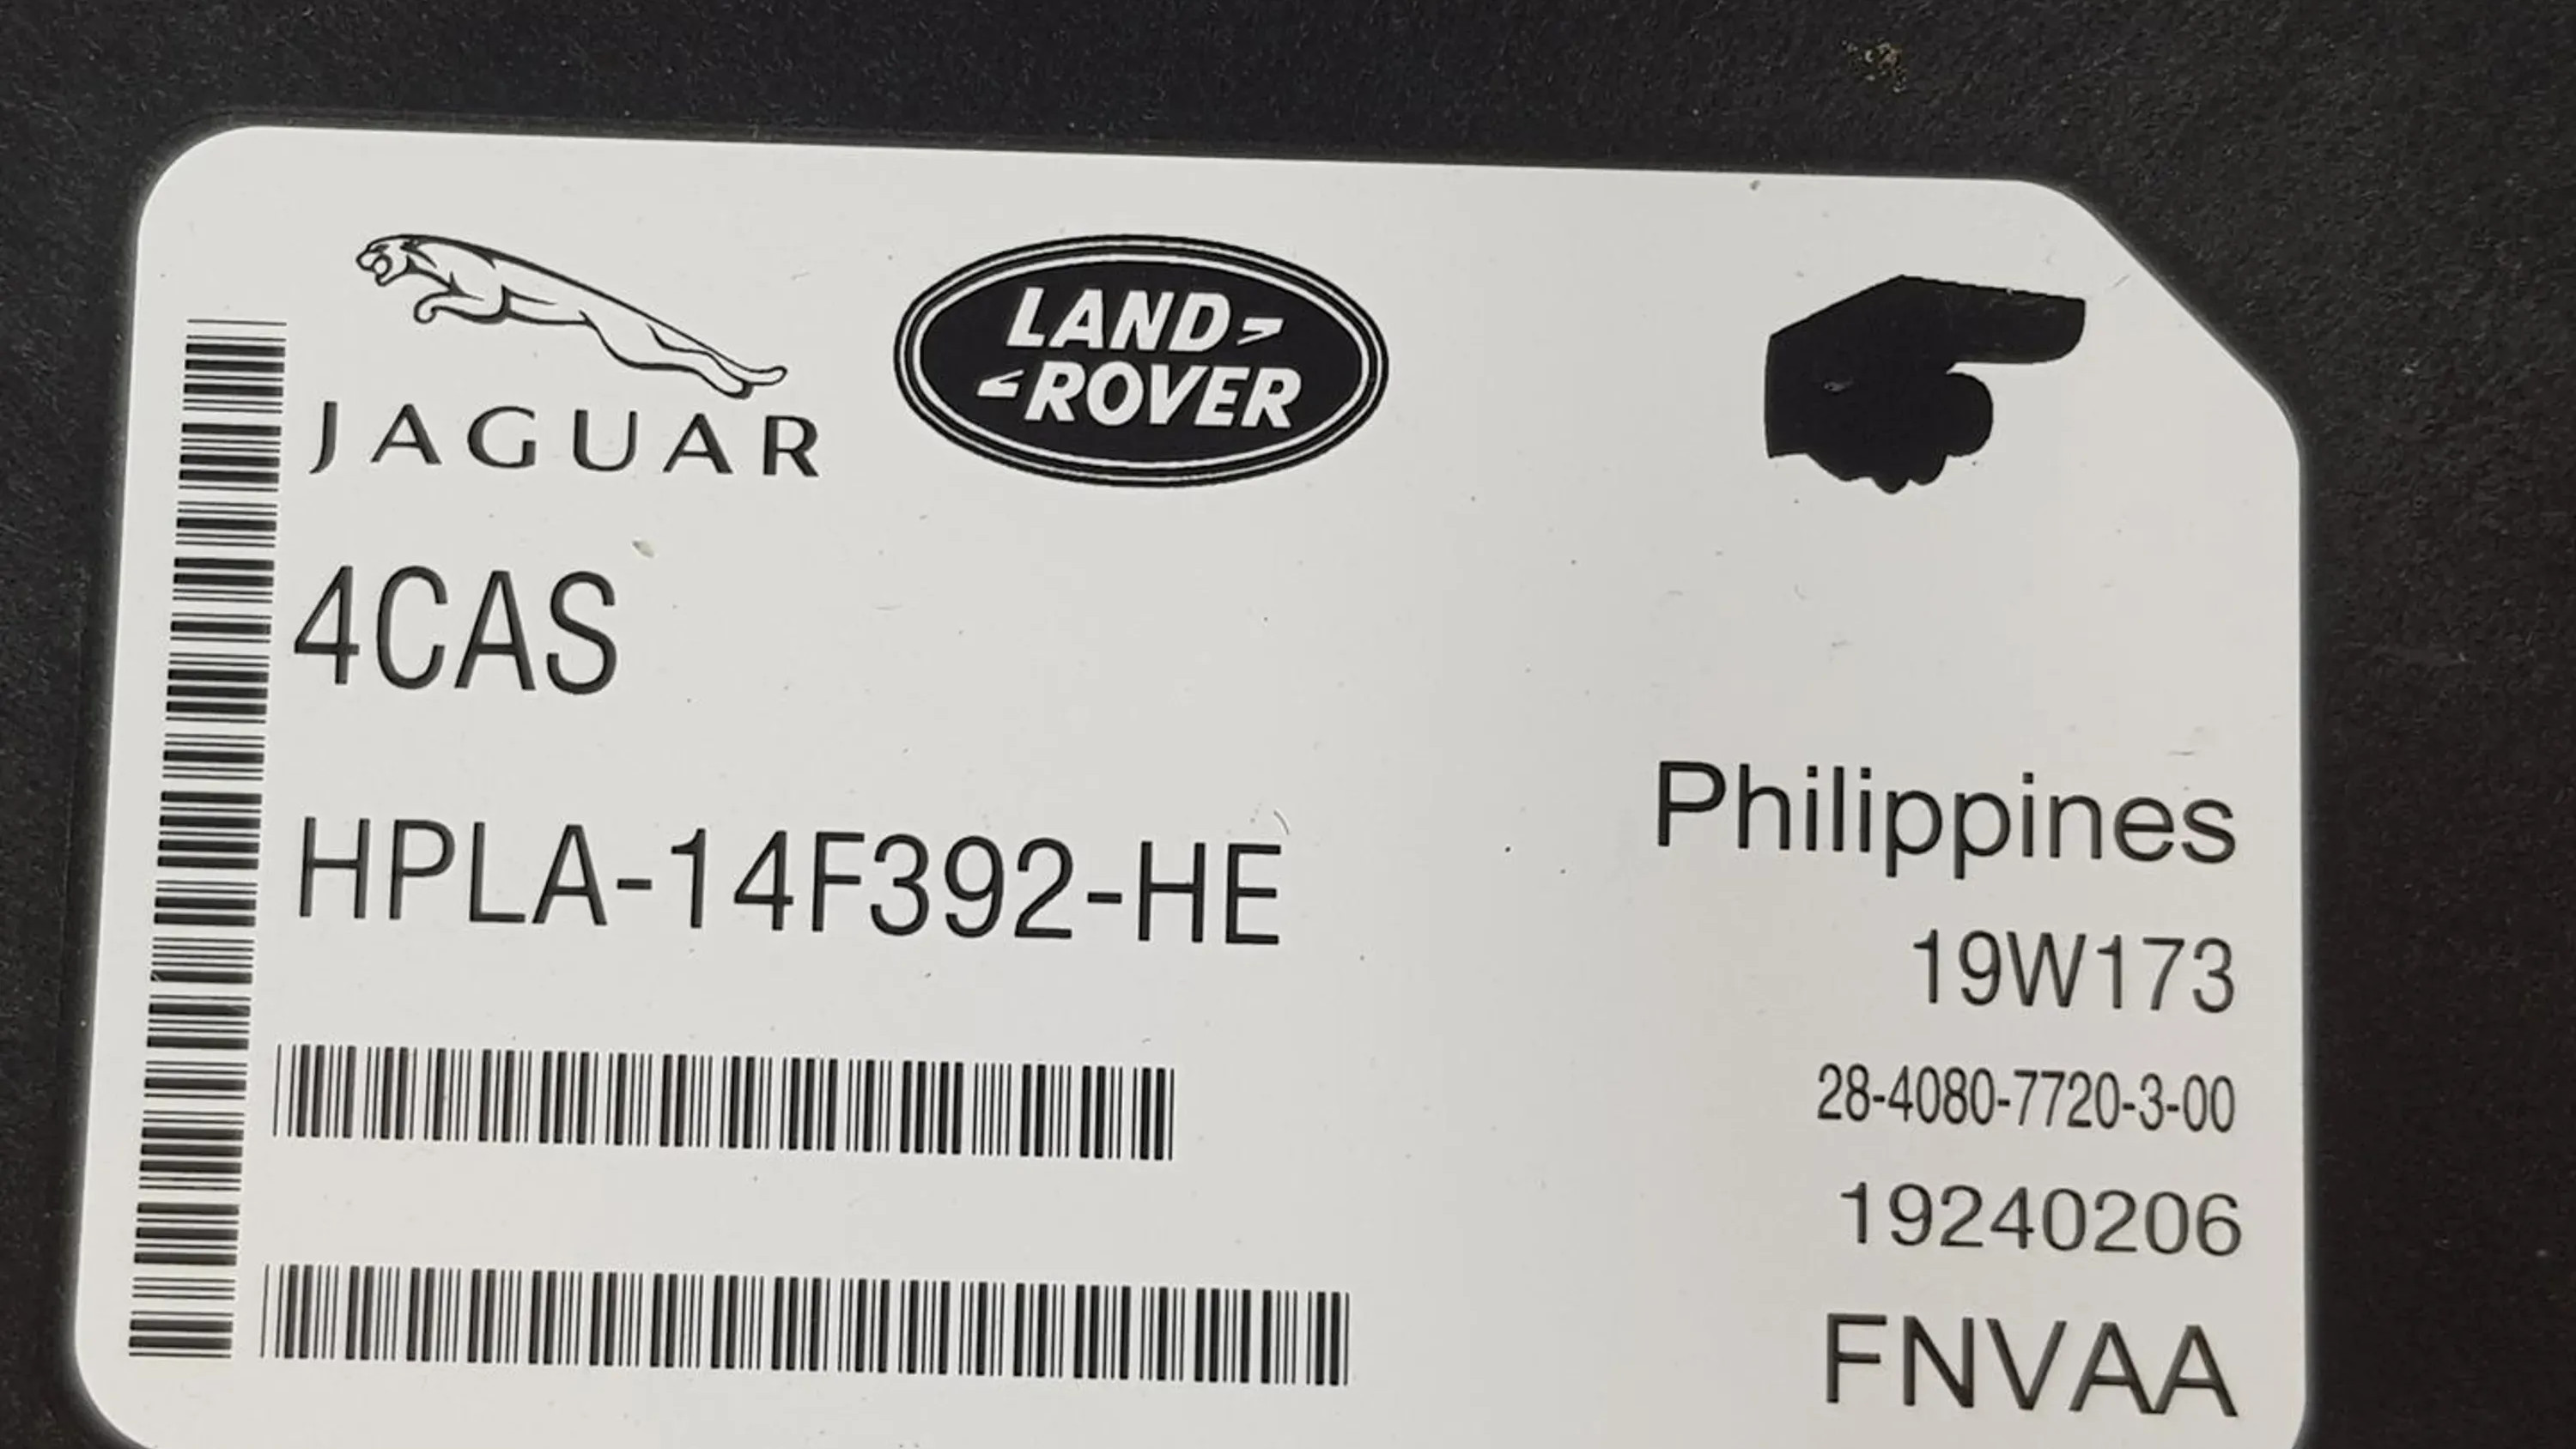 JAGUAR
LAND
ROVER
4CAS
HPLA-14F392-HE
Philippines
19W173
28-4080-7720-3-00
19240206
FNVAA